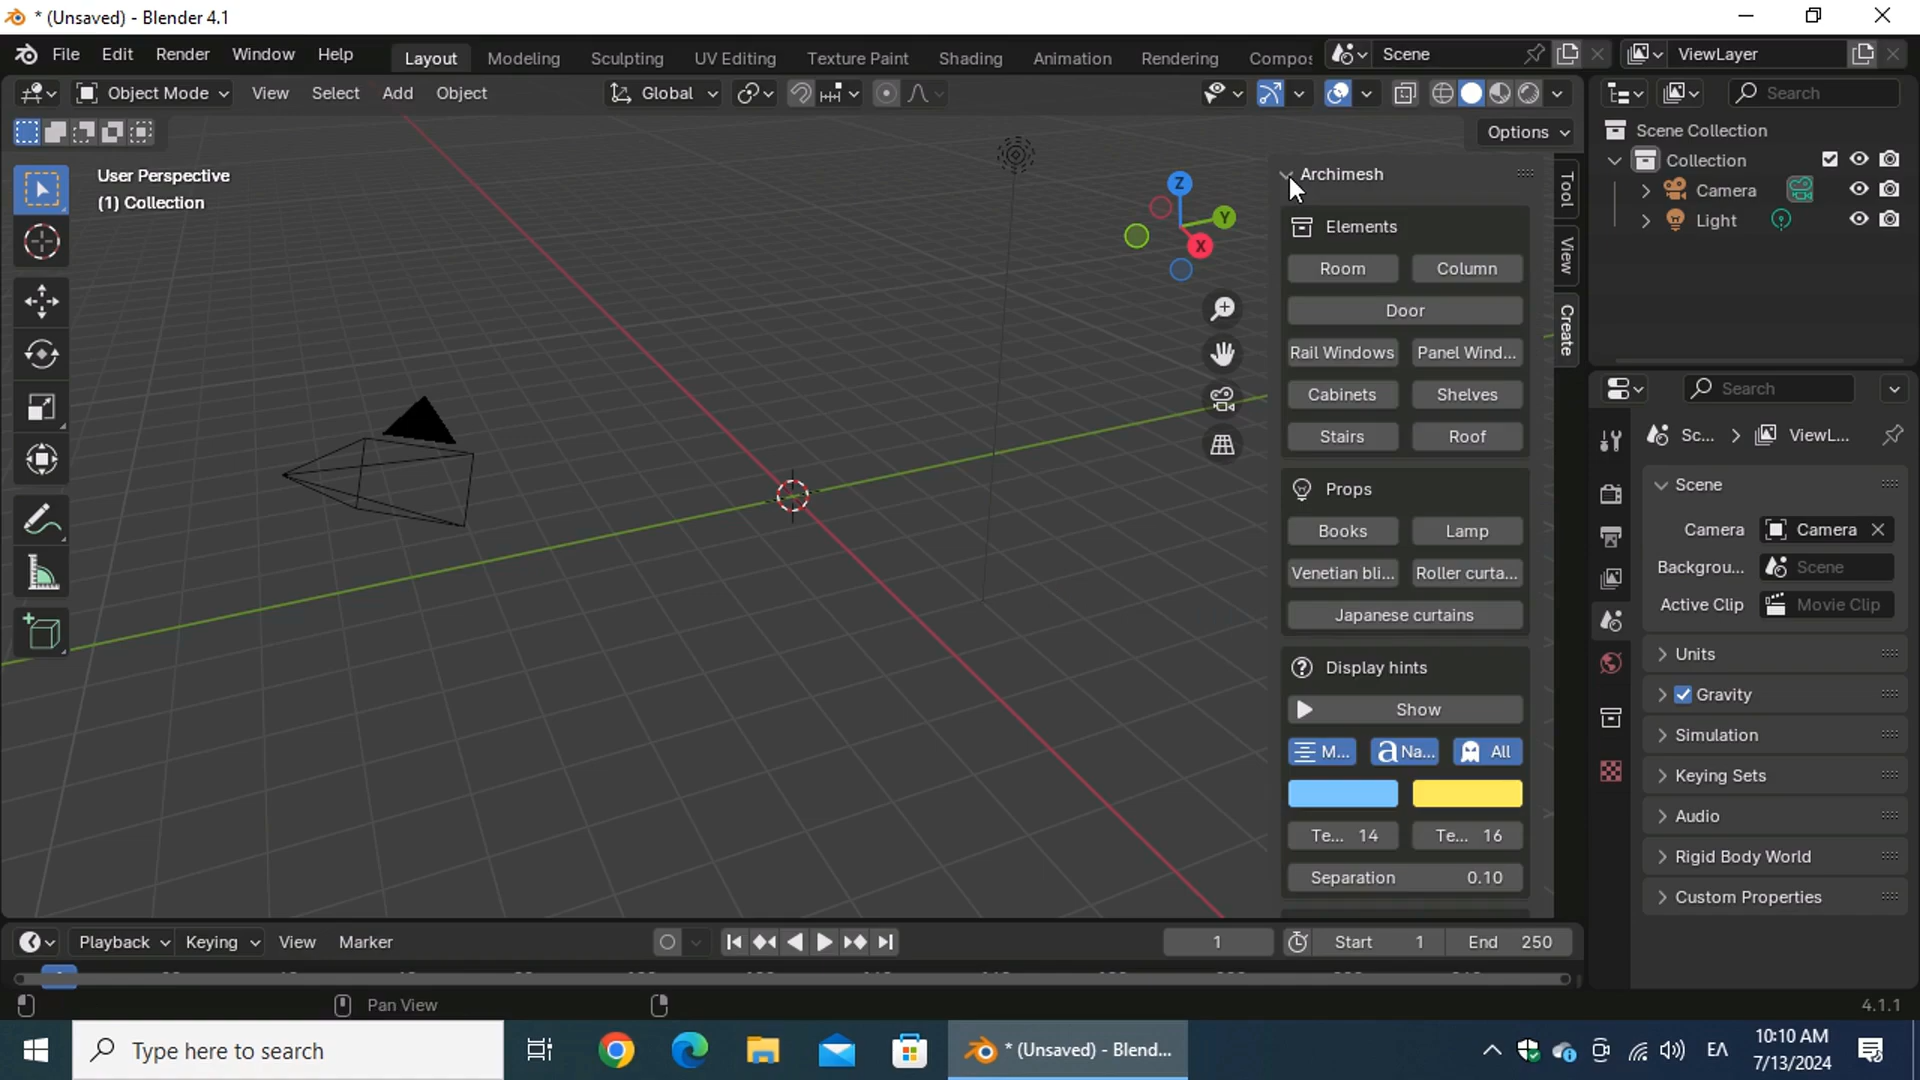 * (Unsaved) - Blender 4.1
File Edit Render Window Help Layout Modeling Sculpting UV Editing Texture Paint Shading Animation Rendering Compos Scene ViewLayer
Object Mode View Select Add Object Global Search
Options
User Perspective
(1) Collection
Z
Y
X
Archimesh
Elements
Room Column
Door
Rail Windows Panel Wind...
Cabinets Shelves
Stairs Roof
Props
Books Lamp
Venetian bli... Roller curta...
Japanese curtains
Display hints
Show
M... Na... All
Te... 14 Te... 16
Separation 0.10
Tool
View
Create
Scene Collection
Collection
Camera
Light
Search
Sc... ViewL...
Scene
Camera Camera
Backgrou... Scene
Active Clip Movie Clip
Units
Gravity
Simulation
Keying Sets
Audio
Rigid Body World
Custom Properties
Playback Keying View Marker 1 Start 1 End 250
Pan View 4.1.1
Type here to search * (Unsaved) - Blend... ΕΛ 10:10 AM
7/13/2024